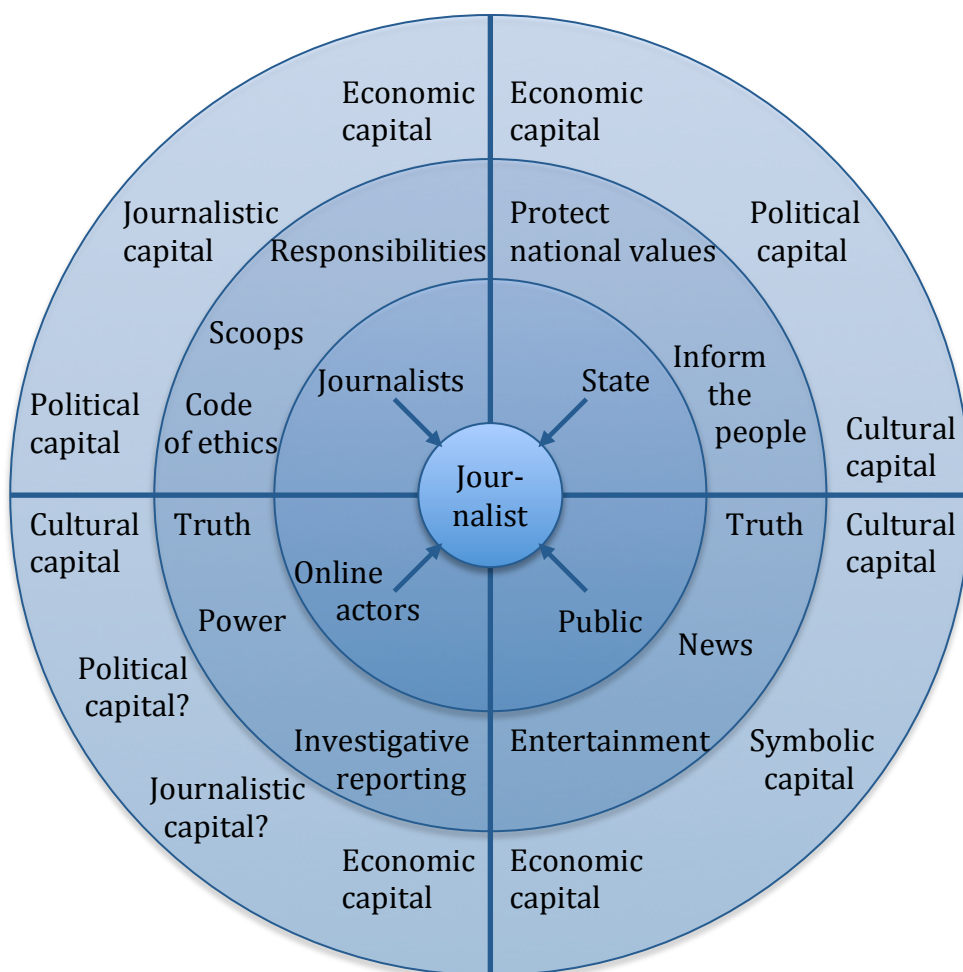 Economic
capital
Economic
capital
Journalistic
capital
Responsibilities
Protect
national values
Political
capital
Scoops
Journalists
State
Inform
the
people
Political
capital
Code
of ethics
Cultural
capital
Jour-
nalist
Cultural
capital
Truth
Truth
Cultural
capital
Online
actors
Power
Public
News
Political
capital?
Investigative
reporting
Entertainment
Symbolic
capital
Journalistic
capital?
Economic
capital
Economic
capital